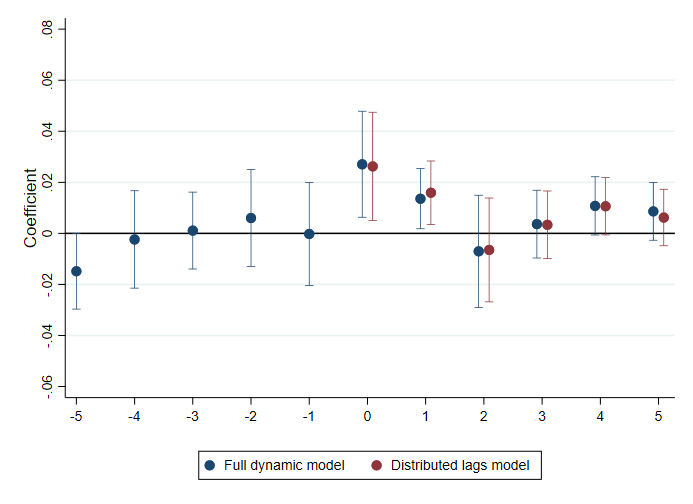 Coefficient
.08
.06
.04
.02
0
-.02
-.04
-.06
-5 -4 -3 -2 -1 0 1 2 3 4 5
Full dynamic model Distributed lags model